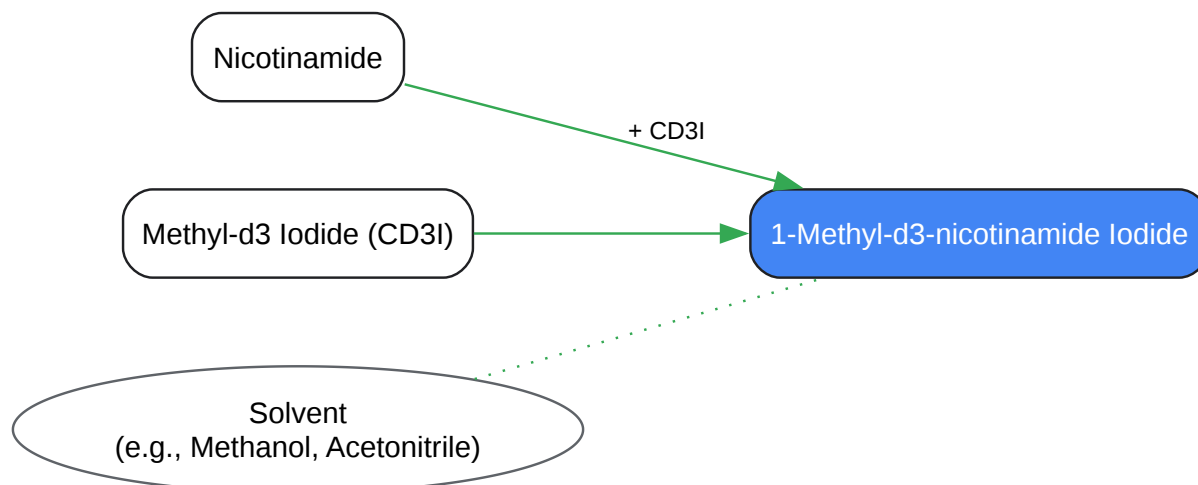 Nicotinamide
+ CD3I
Methyl-d3 Iodide (CD3I)
1-Methyl-d3-nicotinamide Iodide
Solvent
(e.g., Methanol, Acetonitrile)